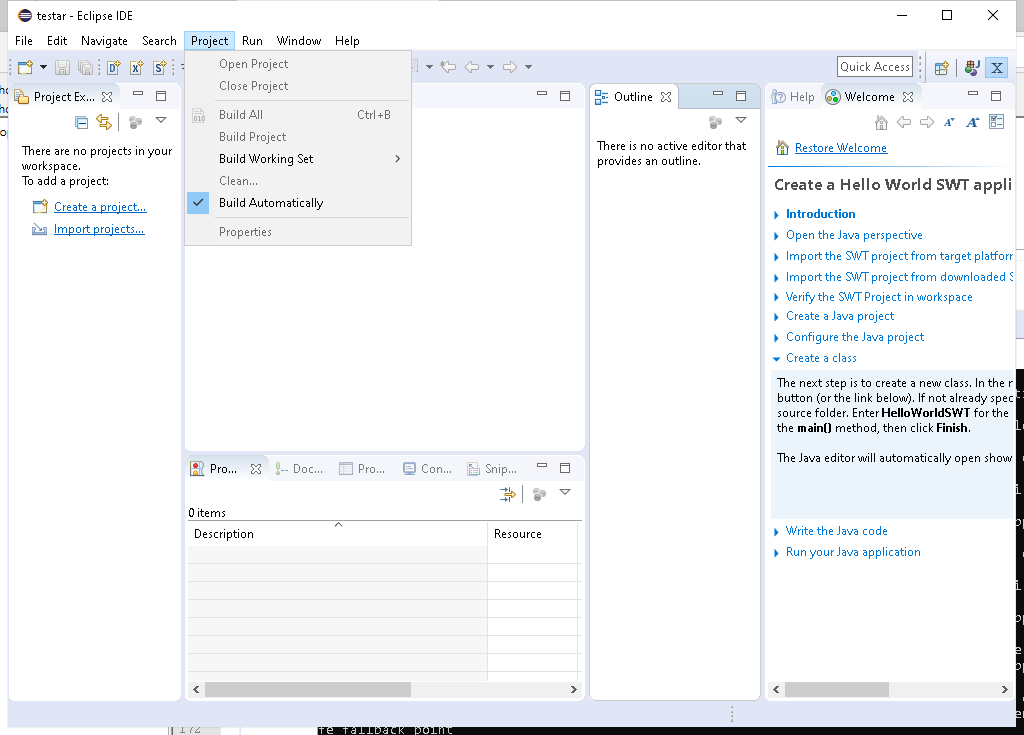 testar - Eclipse IDE
File Edit Navigate Search Project Run Window Help
Quick Access
Project Ex...
There are no projects in your
workspace.
To add a project:
Create a project...
Import projects...
Open Project
Close Project
Build All Ctrl+B
Build Project
Build Working Set
Clean...
Build Automatically
Properties
Outline
There is no active editor that
provides an outline.
Help Welcome
Restore Welcome
Create a Hello World SWT appli
Introduction
Open the Java perspective
Import the SWT project from target platfor
Import the SWT project from downloaded S
Verify the SWT Project in workspace
Create a Java project
Configure the Java project
Create a class
The next step is to create a new class. In the
button (or the link below). If not already spec
source folder. Enter HelloWorldSWT for the
the main() method, then click Finish.
The Java editor will automatically open show
Write the Java code
Run your Java application
Pro... Doc... Pro... Con... Snip...
0 items
Description Resource
172
fe fallback point